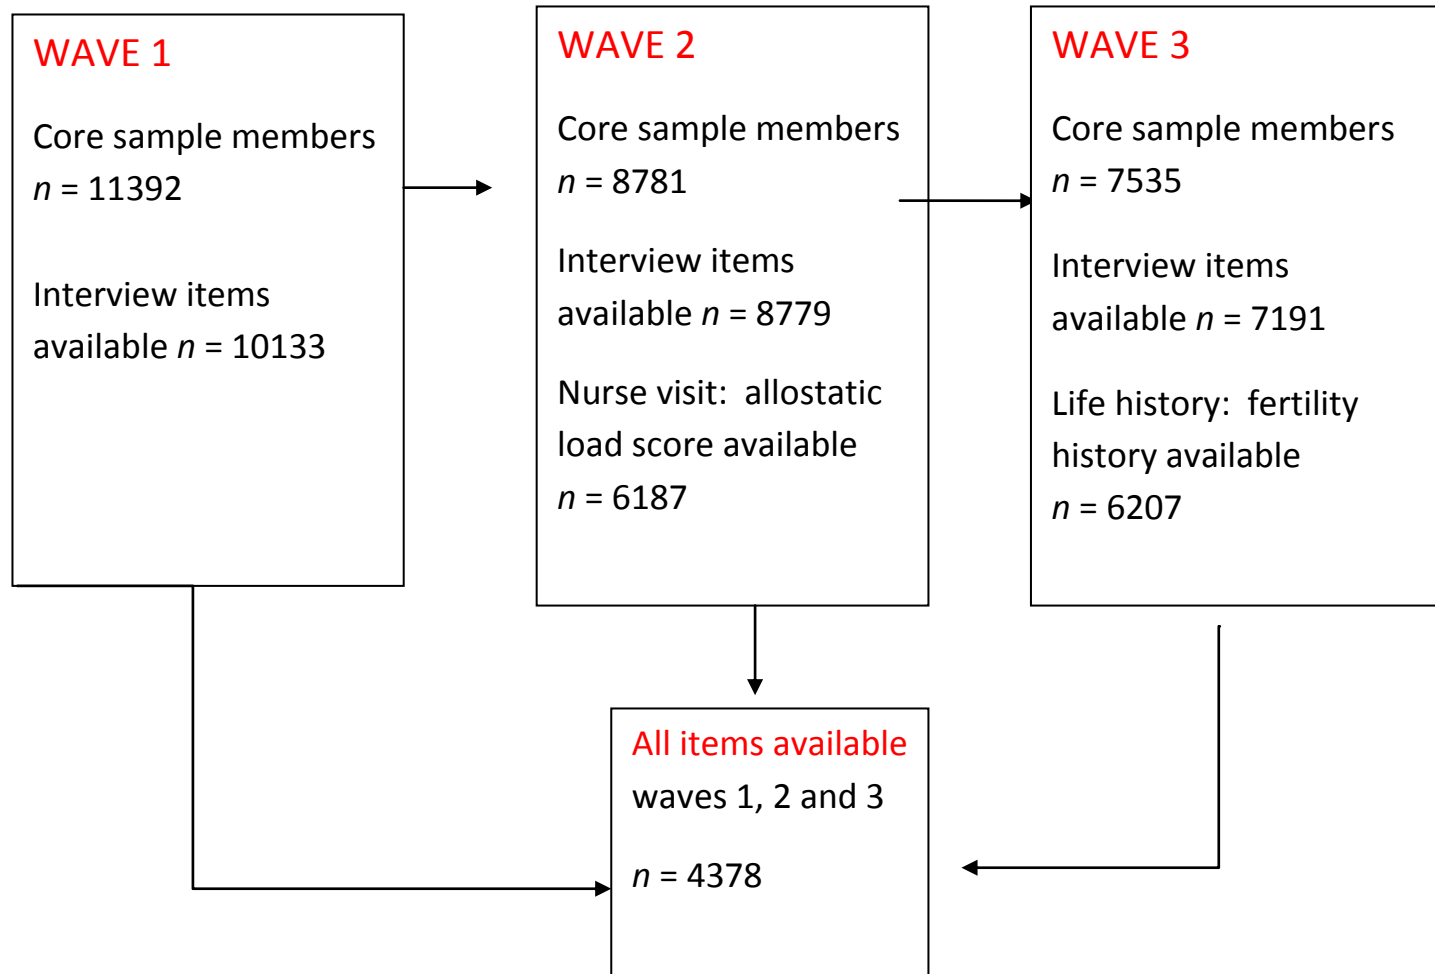 WAVE 1
Core sample members
n = 11392
Interview items
available n = 10133
WAVE 2
Core sample members
n = 8781
Interview items
available n = 8779
Nurse visit:  allostatic
load score available
n = 6187
WAVE 3
Core sample members
n = 7535
Interview items
available n = 7191
Life history:  fertility
history available
n = 6207
All items available
waves 1, 2 and 3
n = 4378